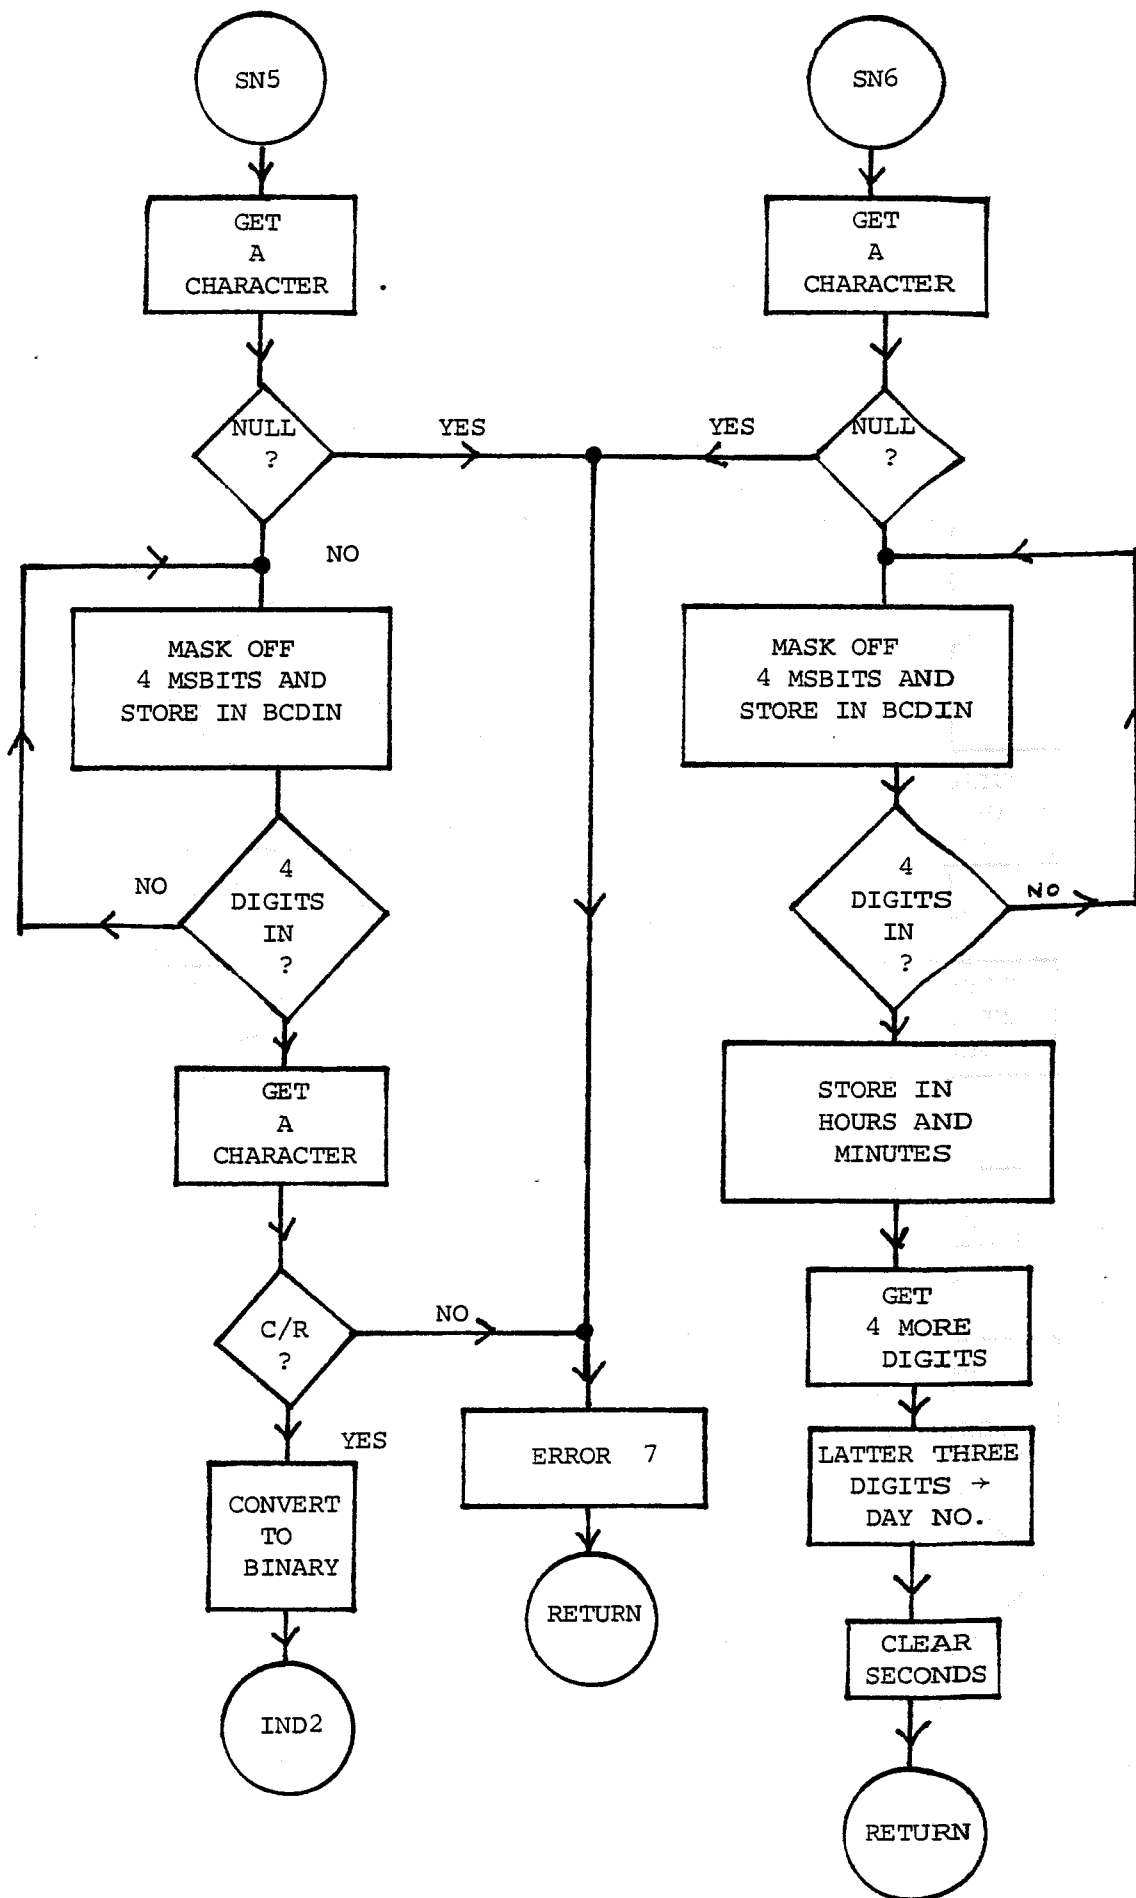 SN5
GET
A
CHARACTER
NULL
?
YES
NO
MASK OFF
4 MSBITS AND
STORE IN BCDIN
4
DIGITS
IN
?
NO
GET
A
CHARACTER
C/R
?
NO
YES
CONVERT
TO
BINARY
IND2
ERROR 7
RETURN
SN6
GET
A
CHARACTER
NULL
?
YES
MASK OFF
4 MSBITS AND
STORE IN BCDIN
4
DIGITS
IN
?
NO
STORE IN
HOURS AND
MINUTES
GET
4 MORE
DIGITS
LATTER THREE
DIGITS →
DAY NO.
CLEAR
SECONDS
RETURN